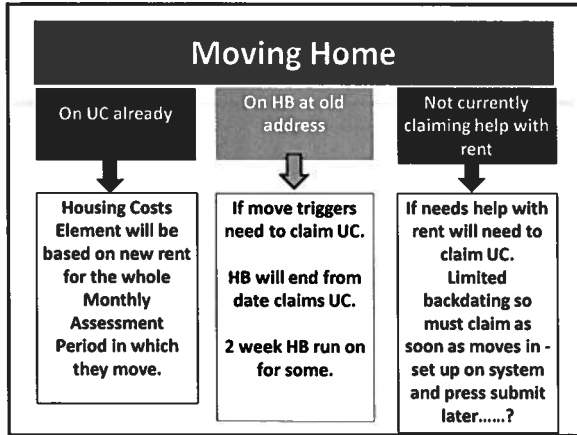 Moving Home
On UC already
On HB at old
address
Not currently
claiming help with
rent
Housing Costs
Element will be
based on new rent
for the whole
Monthly
Assessment
Period in which
they move.
If move triggers
need to claim UC.
HB will end from
date claims UC.
2 week HB run on
for some.
If needs help with
rent will need to
claim UC.
Limited
backdating so
must claim as
soon as moves in -
set up on system
and press submit
later......?